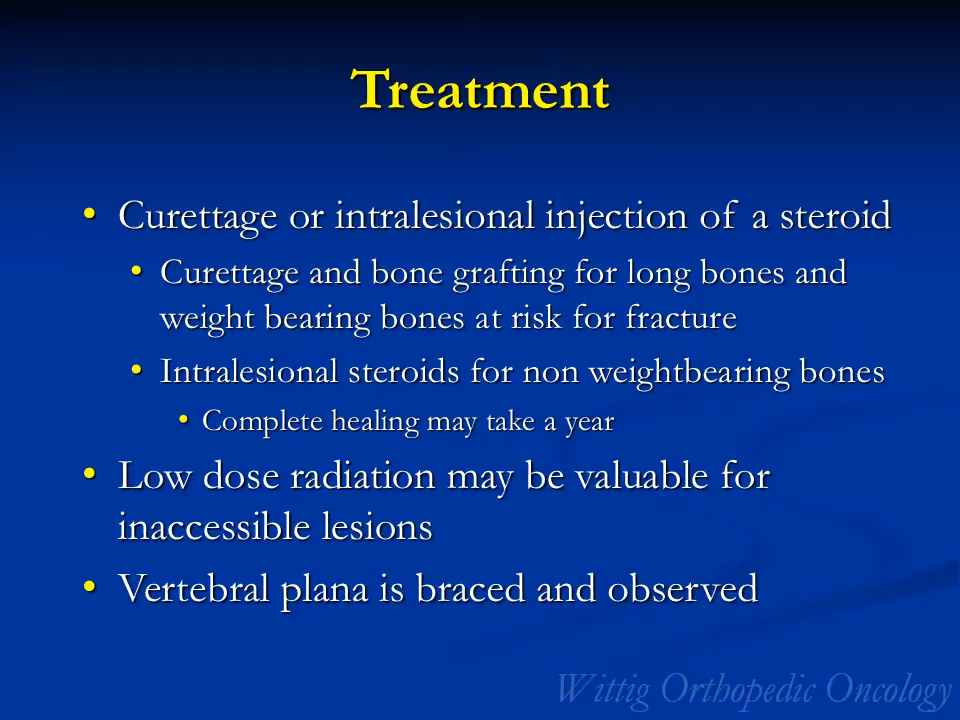 Treatment
• Curettage or intralesional injection of a steroid
• Curettage and bone grafting for long bones and
weight bearing bones at risk for fracture
• Intralesional steroids for non weightbearing bones
• Complete healing may take a year
• Low dose radiation may be valuable for
inaccessible lesions
• Vertebral plana is braced and observed
Wittig Orthopedic Oncology